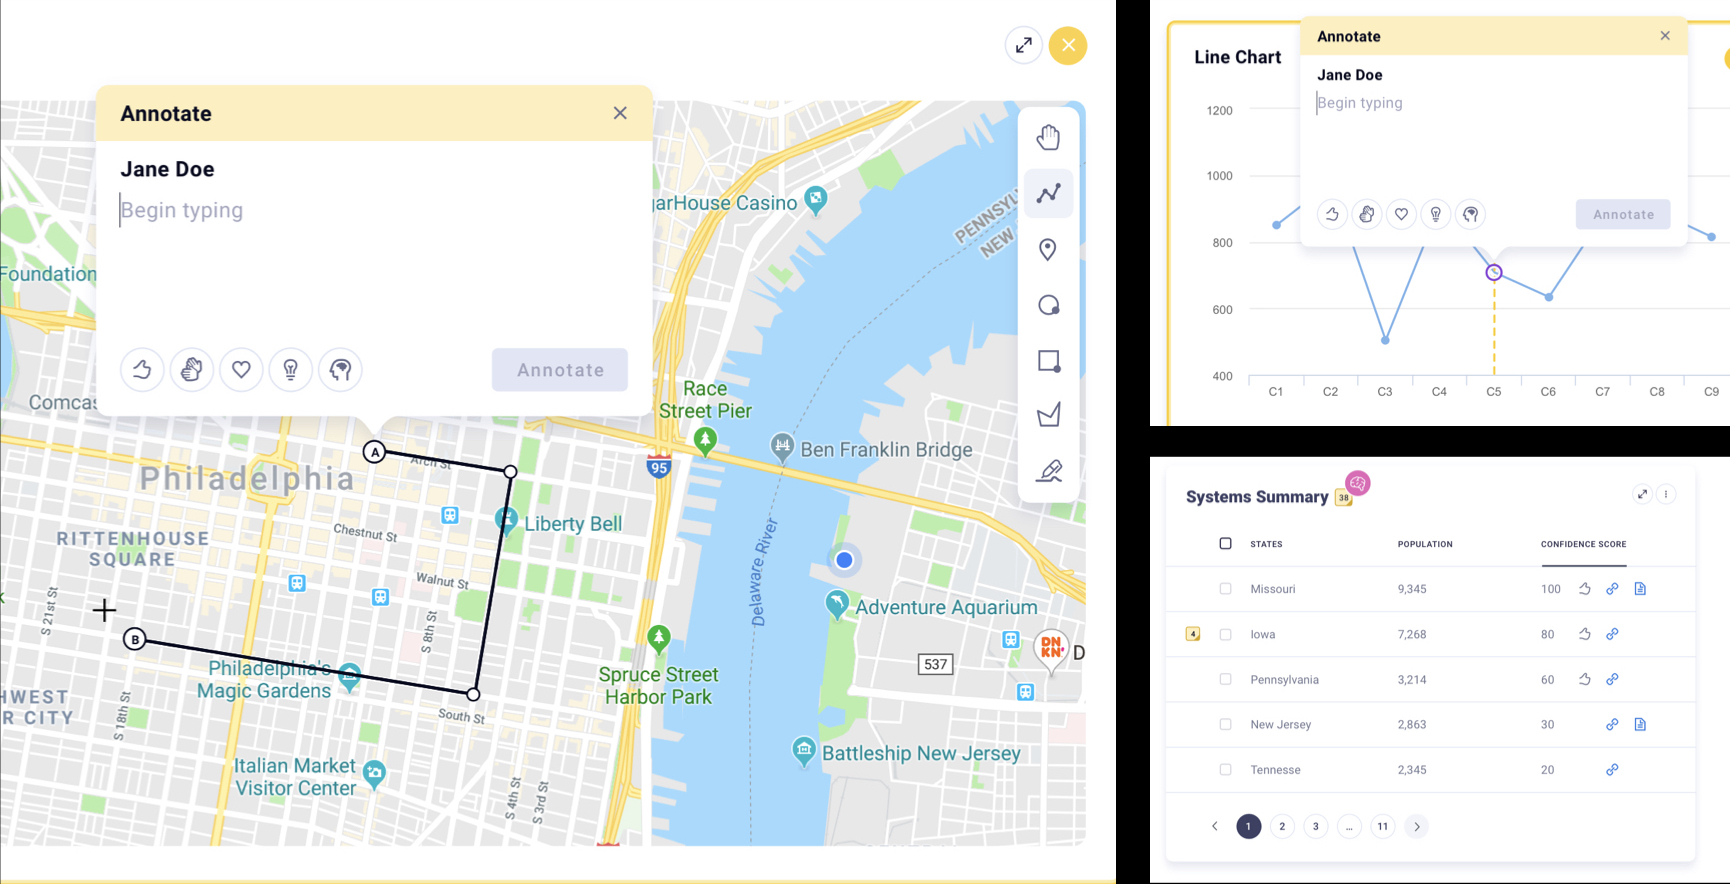 Annotate
Jane Doe
Begin typing
Annotate
Foundation
Comcas
garHouse Casino
PENNSYL
NEW
Race
Street Pier
Ben Franklin Bridge
95
A
Arch St
Philadelphia
Liberty Bell
RITTENHOUSE
SQUARE
Chestnut St
Walnut St
S 21st St
S 8th St
Delaware River
Adventure Aquarium
B
Philadelphia's
Magic Gardens
Spruce Street
Harbor Park
537
DN
KN.
D
HWEST
R CITY
S 18th St
South St
Battleship New Jersey
Italian Market
Visitor Center
S 4th St
S 3rd St
Line Chart
Annotate
Jane Doe
Begin typing
Annotate
1200
1000
800
600
400
C1 C2 C3 C4 C5 C6 C7 C8 C9
Systems Summary 38
STATES POPULATION CONFIDENCE SCORE
Missouri 9,345 100
4 Iowa 7,268 80
Pennsylvania 3,214 60
New Jersey 2,863 30
Tennesse 2,345 20
1 2 3 ... 11